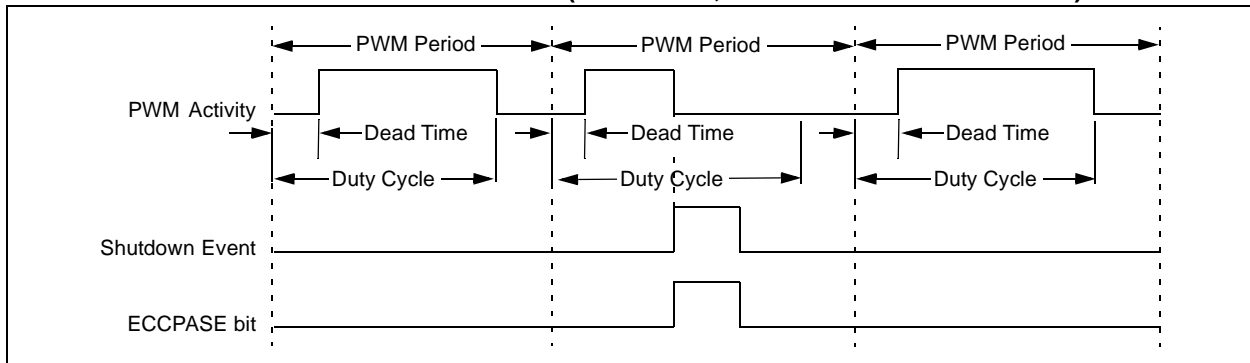 PWM Period PWM Period PWM Period
PWM Activity
Dead Time Dead Time Dead Time
Duty Cycle Duty Cycle Duty Cycle
Shutdown Event
ECCPASE bit